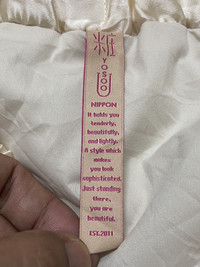 YOSOO
NIPPON
It holds you
tenderly,
beautifully,
and lightly.
A style which
makes
you look
sophisticated.
Just standing
there,
you are
beautiful.
EST.2011